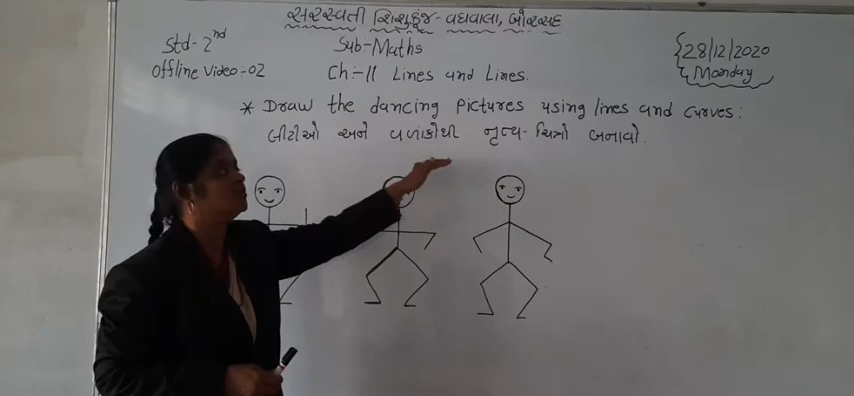 સરસ્વતી શિશુકુંજ - વઘવાલા, બોરસદ
Std - 2nd Sub - Maths {28/12/2020
Offline Video - 02 Ch:- 11 Lines and Lines. Monday
* Draw the dancing pictures using lines and curves:
લીટીઓ અને વળાંકોથી નૃત્ય - ચિત્રો બનાવો.